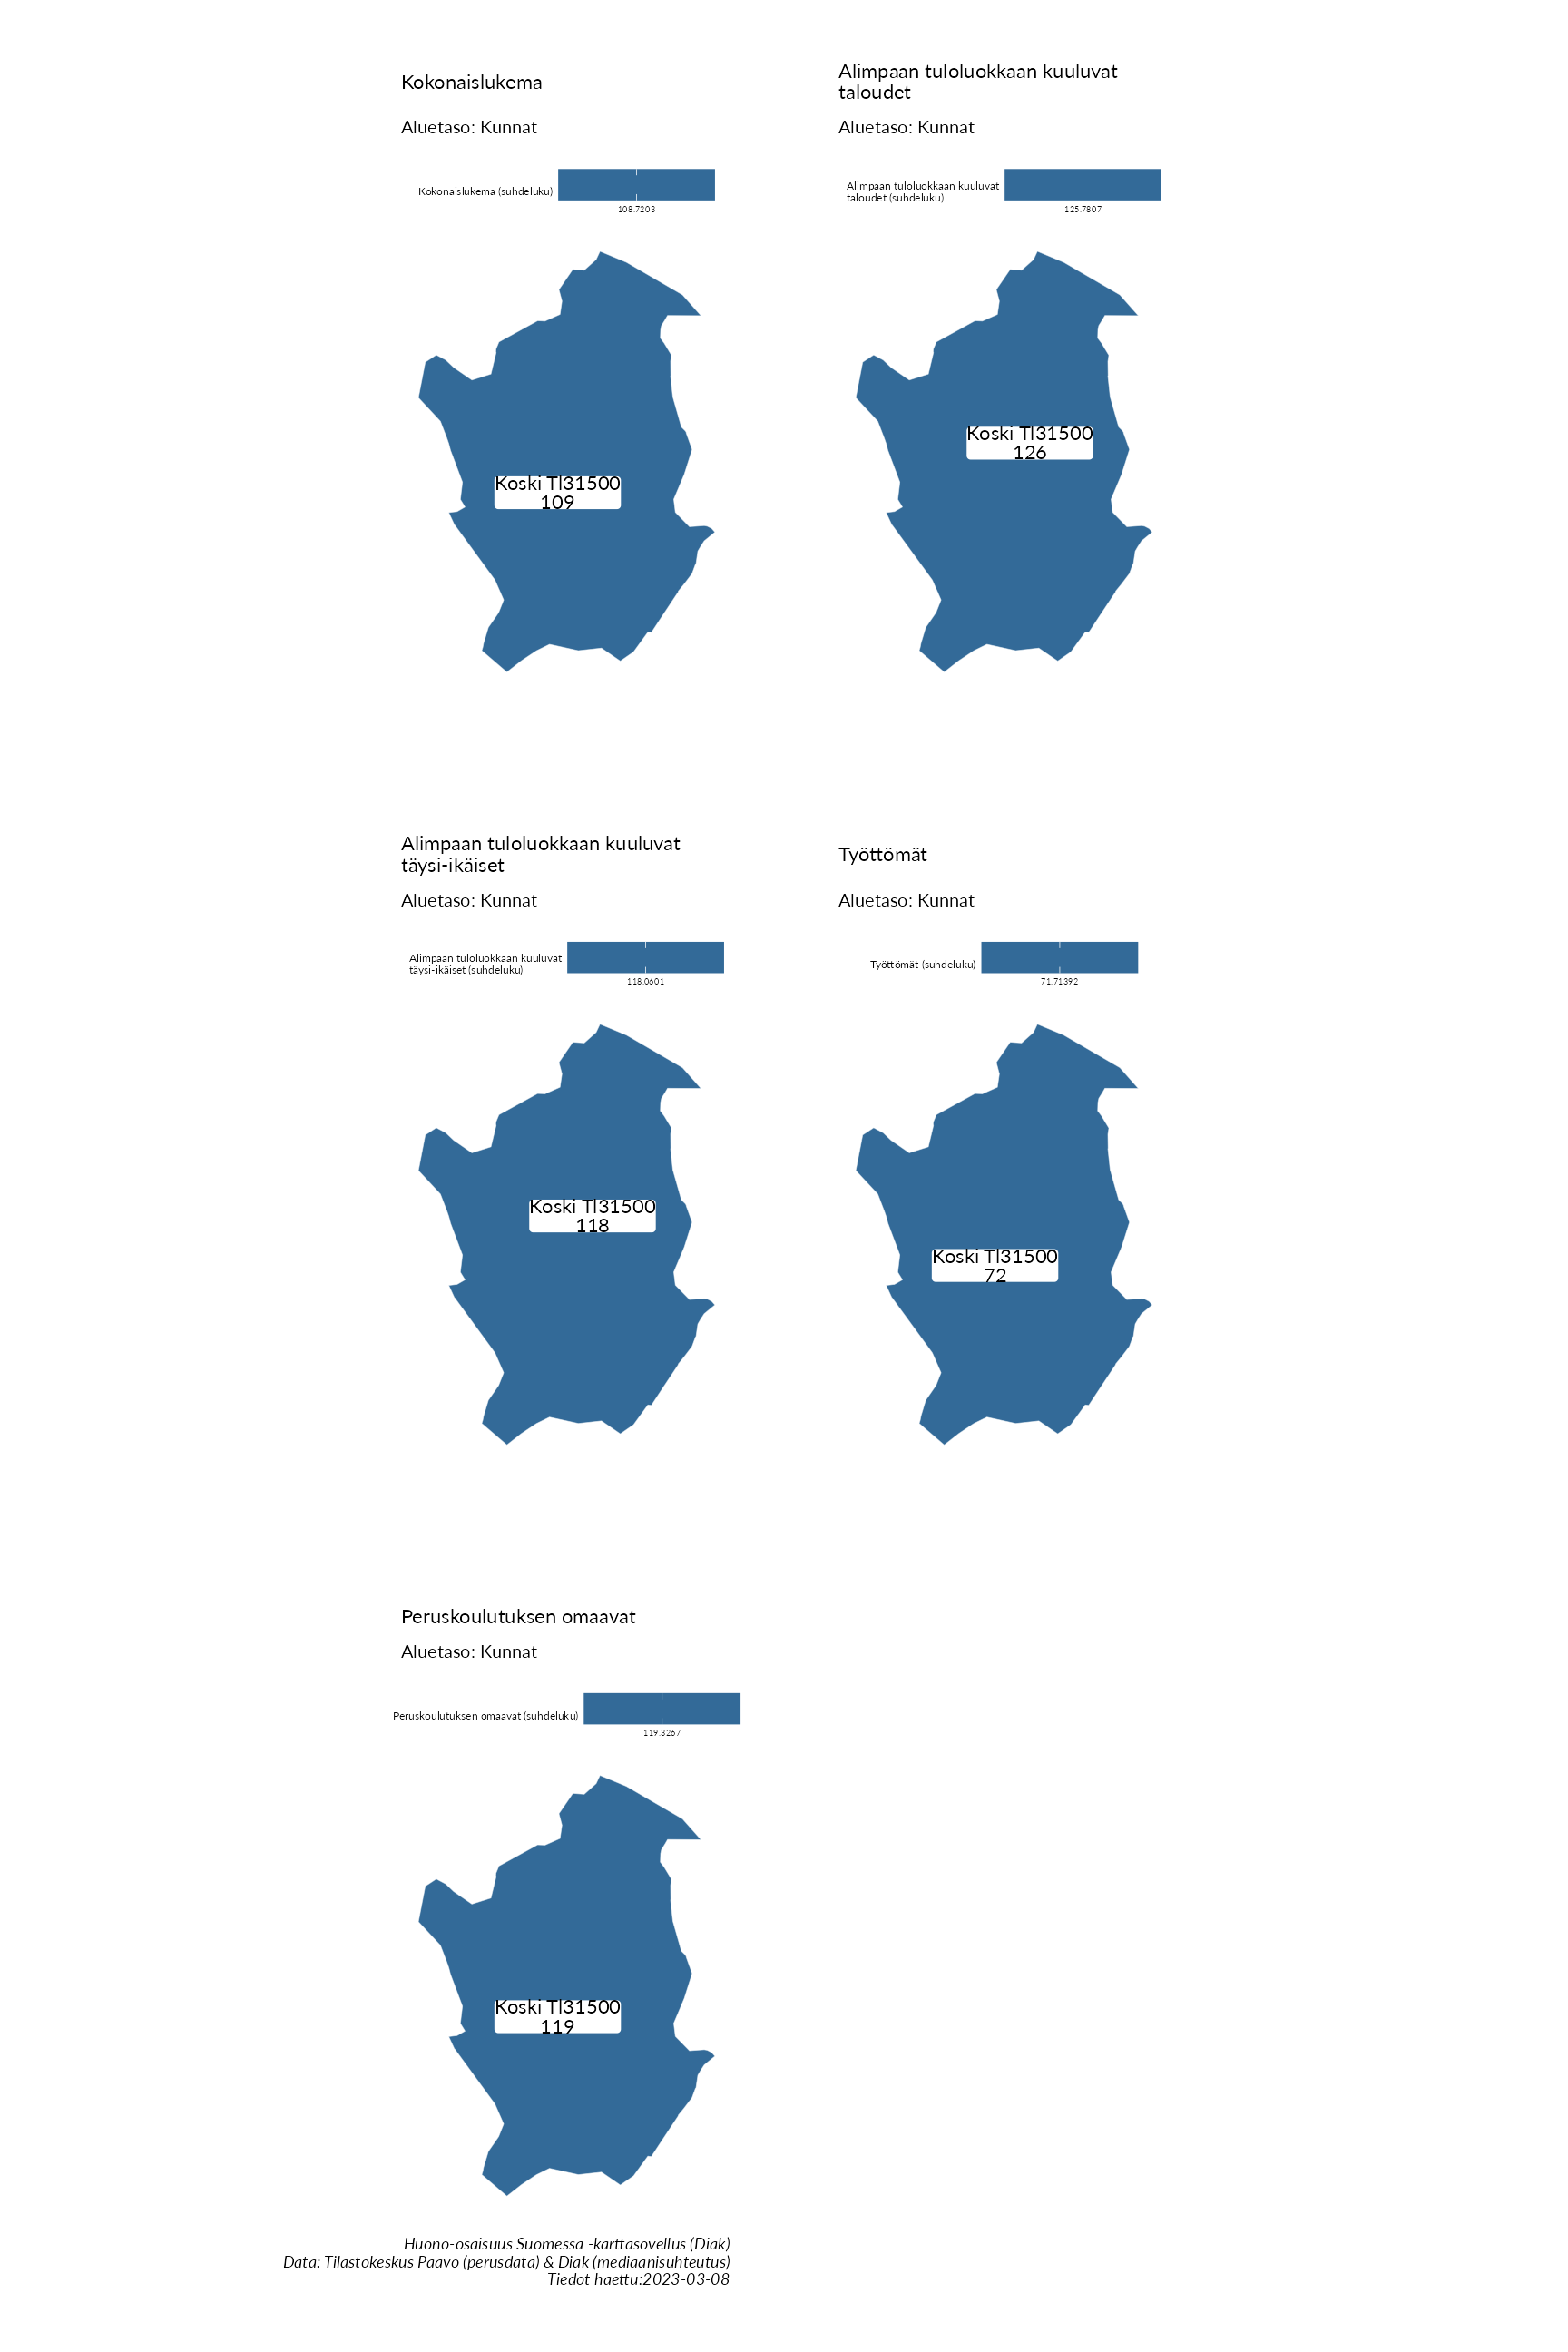 Kokonaislukema
Aluetaso: Kunnat
Kokonaislukema (suhdeluku)
108.7203
Koski Tl31500
109
Alimpaan tuloluokkaan kuuluvat
taloudet
Aluetaso: Kunnat
Alimpaan tuloluokkaan kuuluvat
taloudet (suhdeluku)
125.7807
Koski Tl31500
126
Alimpaan tuloluokkaan kuuluvat
täysi-ikäiset
Aluetaso: Kunnat
Alimpaan tuloluokkaan kuuluvat
täysi-ikäiset (suhdeluku)
118.0601
Koski Tl31500
118
Työttömät
Aluetaso: Kunnat
Työttömät (suhdeluku)
71.71392
Koski Tl31500
72
Peruskoulutuksen omaavat
Aluetaso: Kunnat
Peruskoulutuksen omaavat (suhdeluku)
119.3267
Koski Tl31500
119
Huono-osaisuus Suomessa -karttasovellus (Diak)
Data: Tilastokeskus Paavo (perusdata) & Diak (mediaanisuhteutus)
Tiedot haettu:2023-03-08